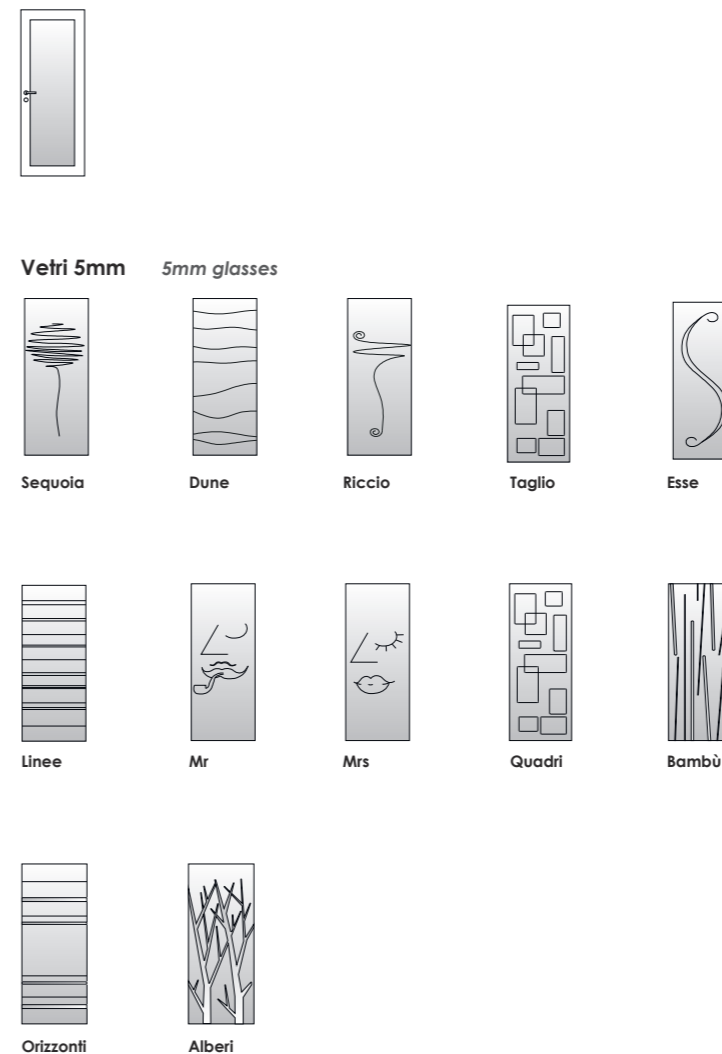 Vetri 5mm 5mm glasses
Sequoia Dune Riccio Taglio Esse
Linee Mr Mrs Quadri Bambù
Orizzonti Alberi